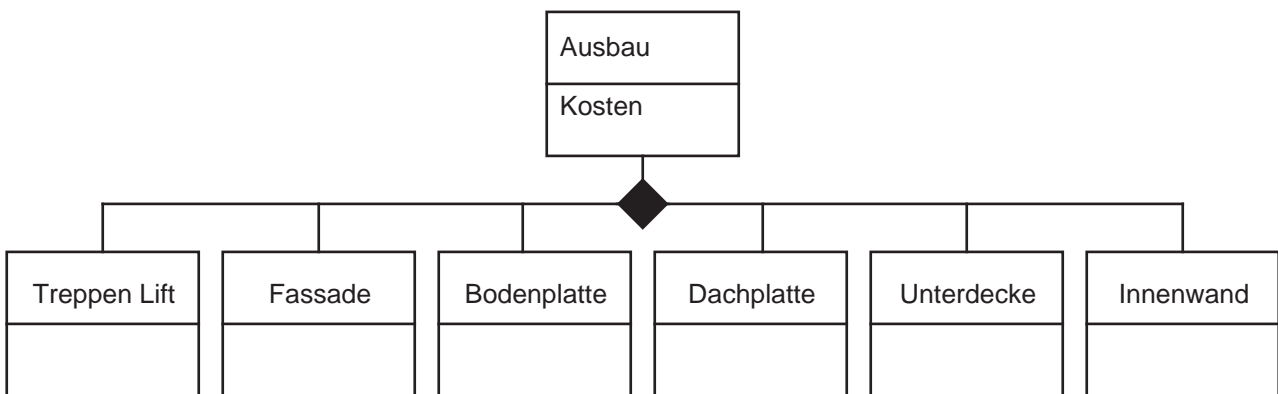 Ausbau
Kosten
Treppen Lift
Fassade
Bodenplatte
Dachplatte
Unterdecke
Innenwand